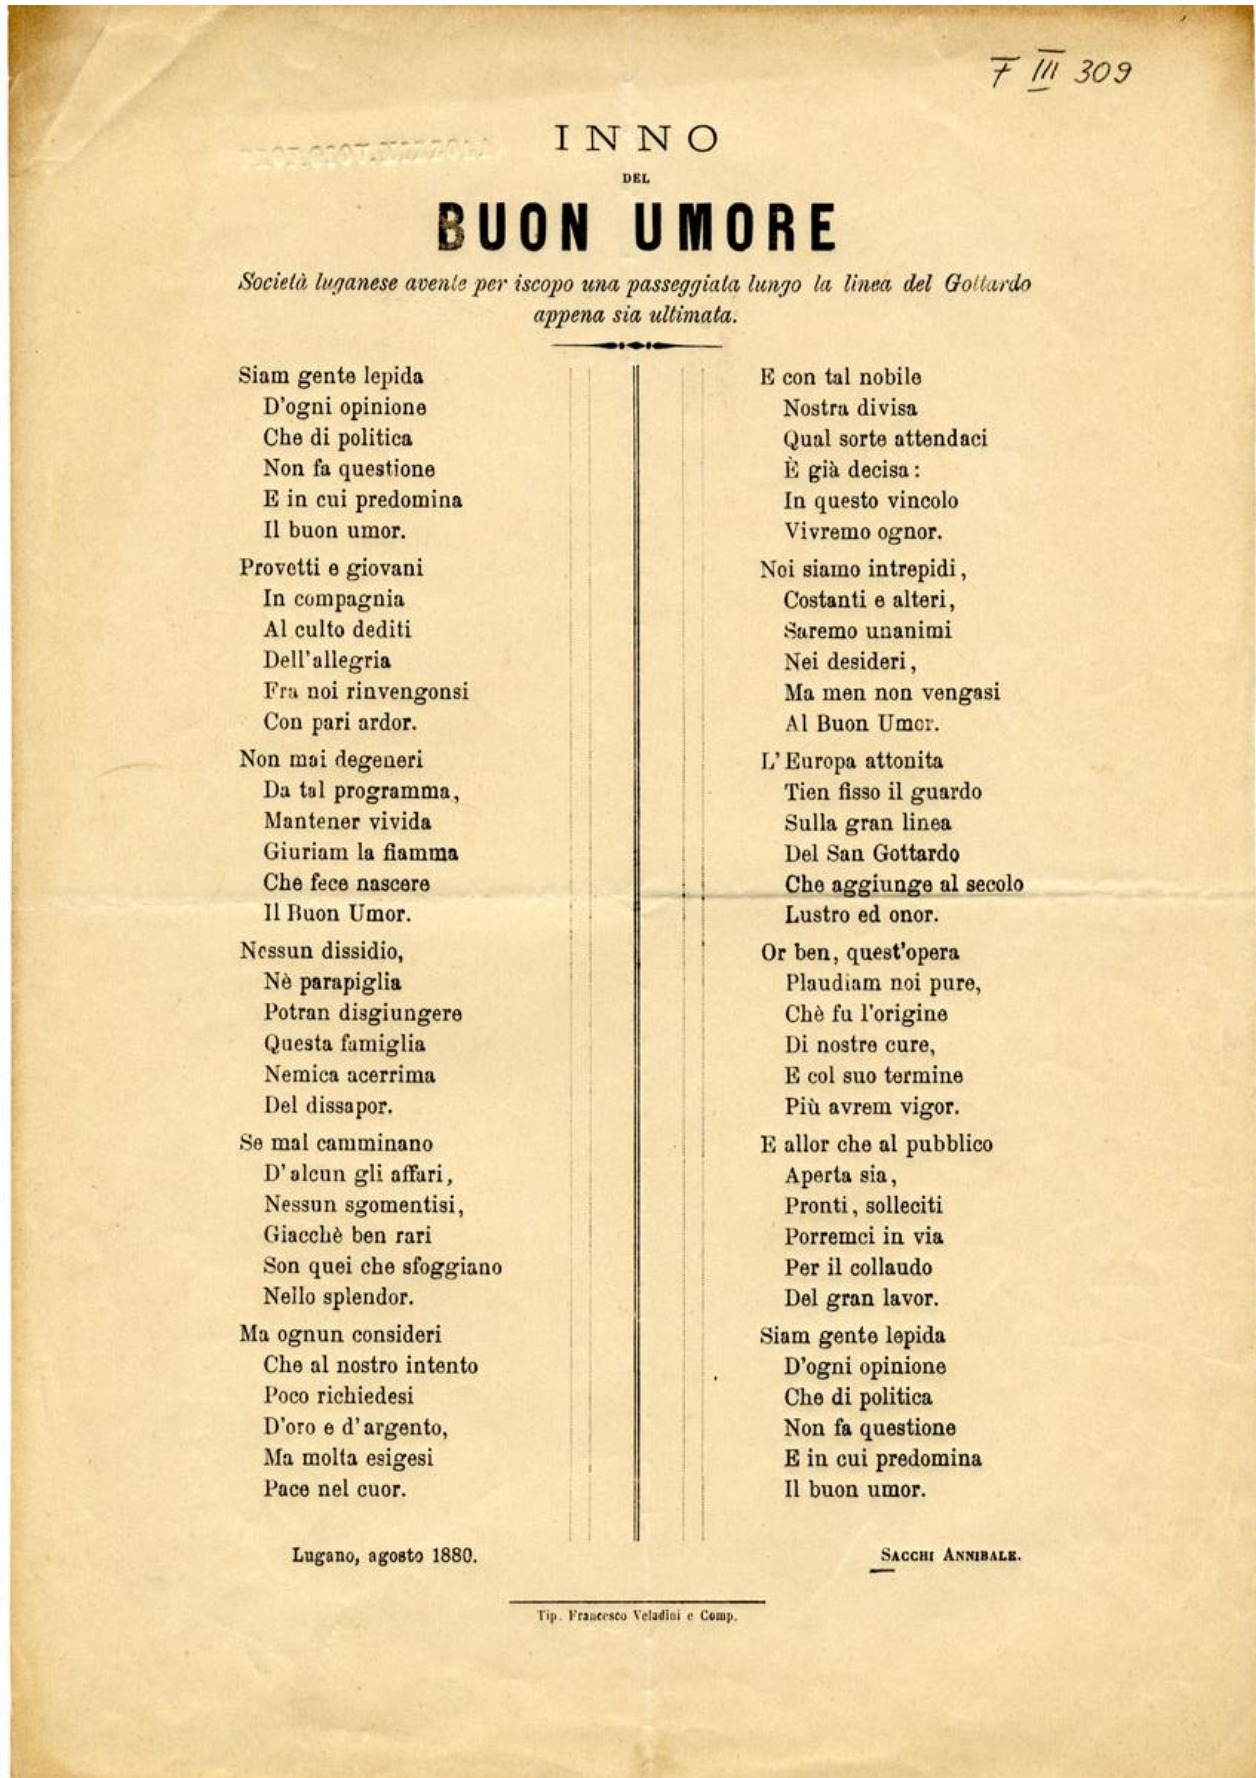 F III 309
INNO
DEL
BUON UMORE
Società luganese avente per iscopo una passeggiata lungo la linea del Gottardo
appena sia ultimata.
Siam gente lepida
D'ogni opinione
Che di politica
Non fa questione
E in cui predomina
Il buon umor.
Provetti e giovani
In compagnia
Al culto dediti
Dell'allegria
Fra noi rinvengonsi
Con pari ardor.
Non mai degeneri
Da tal programma,
Mantener vivida
Giuriam la fiamma
Che fece nascere
Il Buon Umor.
Nessun dissidio,
Nè parapiglia
Potran disgiungere
Questa famiglia
Nemica acerrima
Del dissapor.
Se mal camminano
D'alcun gli affari,
Nessun sgomentisi,
Giacchè ben rari
Son quei che sfoggiano
Nello splendor.
Ma ognun consideri
Che al nostro intento
Poco richiedesi
D'oro e d'argento,
Ma molta esigesi
Pace nel cuor.
E con tal nobile
Nostra divisa
Qual sorte attendaci
È già decisa:
In questo vincolo
Vivremo ognor.
Noi siamo intrepidi,
Costanti e alteri,
Saremo unanimi
Nei desideri,
Ma men non vengasi
Al Buon Umor.
L'Europa attonita
Tien fisso il guardo
Sulla gran linea
Del San Gottardo
Che aggiunge al secolo
Lustro ed onor.
Or ben, quest'opera
Plaudiam noi pure,
Chè fu l'origine
Di nostre cure,
E col suo termine
Più avrem vigor.
E allor che al pubblico
Aperta sia,
Pronti, solleciti
Porremci in via
Per il collaudo
Del gran lavor.
Siam gente lepida
D'ogni opinione
Che di politica
Non fa questione
E in cui predomina
Il buon umor.
Lugano, agosto 1880.
SACCHI ANNIBALE.
Tip. Francesco Veladini e Comp.